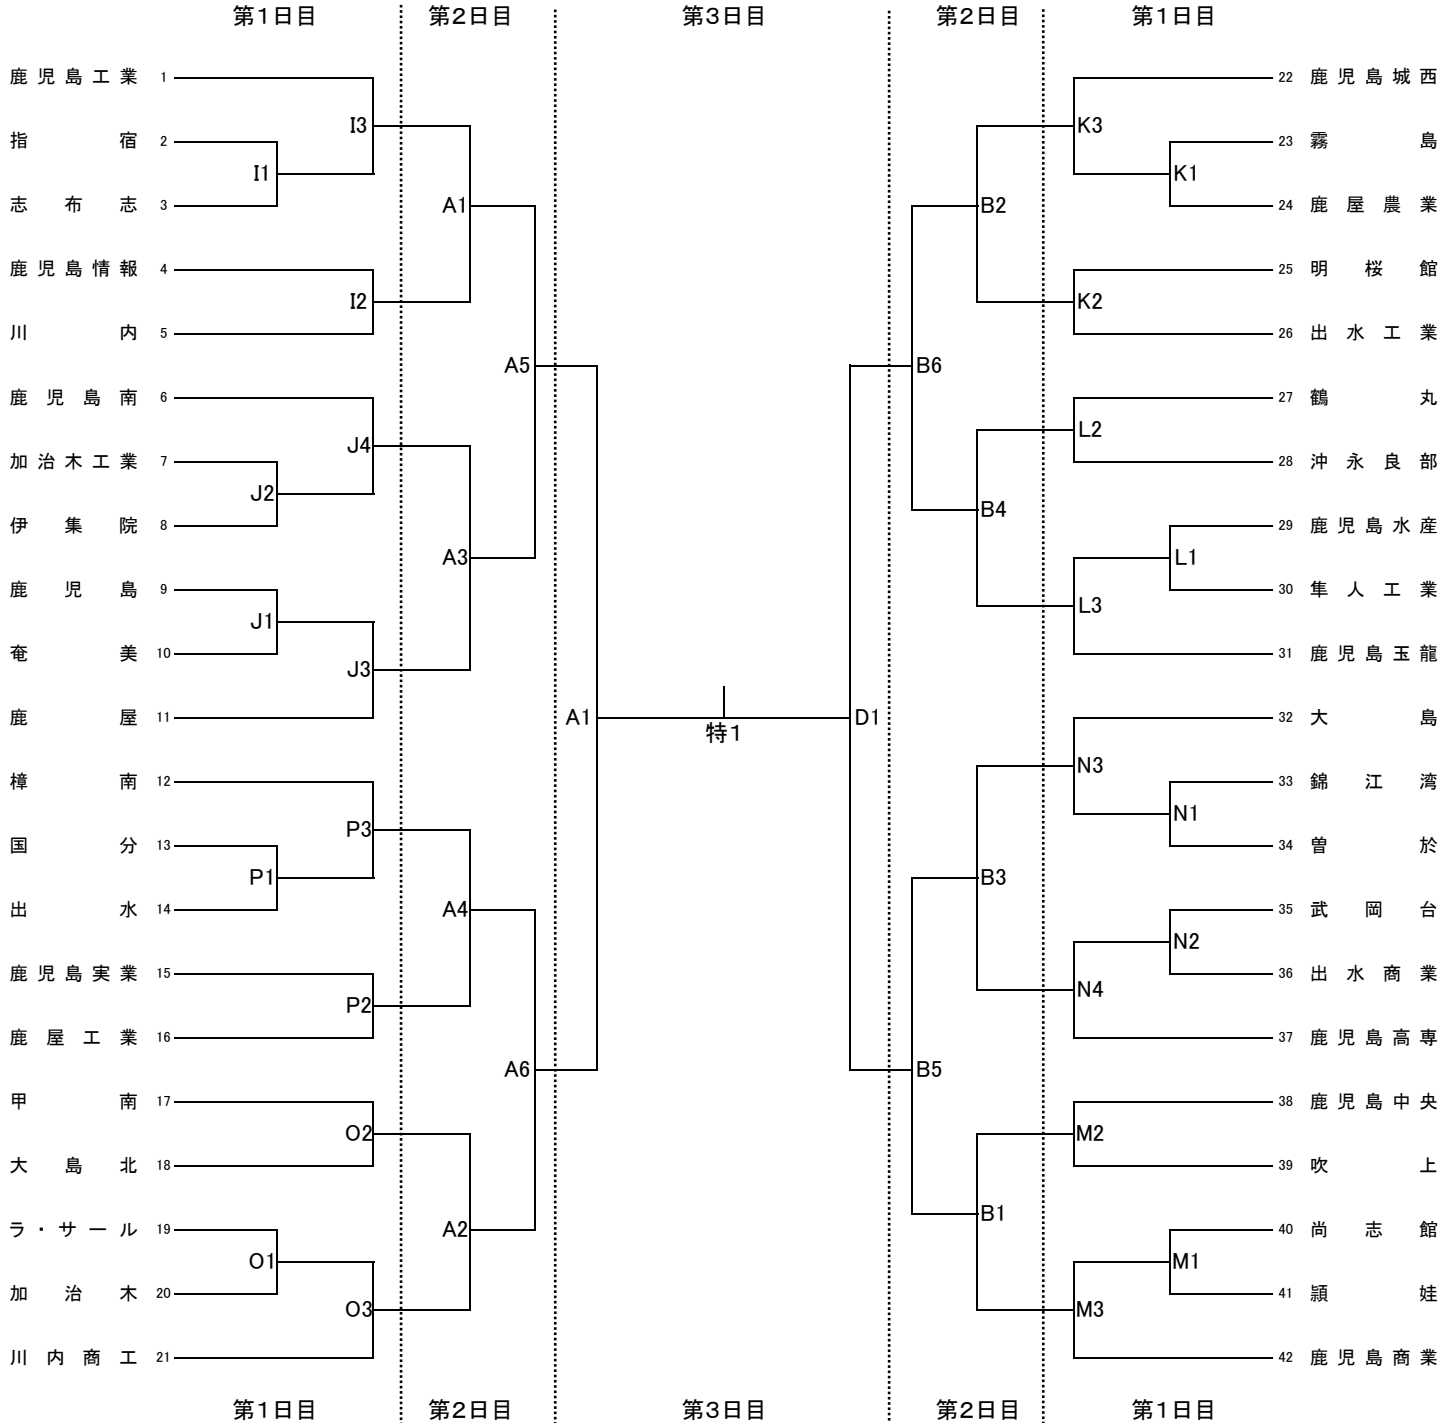 第1日目 第2日目 第3日目 第2日目 第1日目
鹿児島工業 1 22 鹿児島城西
I3 K3
指宿 2 23 霧島
I1 K1
志布志 3 A1 B2 24 鹿屋農業
鹿児島情報 4 25 明桜館
I2 K2
川内 5 26 出水工業
A5 B6
鹿児島南 6 27 鶴丸
J4 L2
加治木工業 7 28 沖永良部
J2 B4
伊集院 8 29 鹿児島水産
A3 L1
鹿児島 9 30 隼人工業
J1 L3
奄美 10 31 鹿児島玉龍
J3
鹿屋 11 A1 D1 32 大島
特1
N3
樟南 12 33 錦江湾
P3 N1
国分 13 34 曽於
P1 B3
出水 14 A4 35 武岡台
N2
鹿児島実業 15 36 出水商業
P2 N4
鹿屋工業 16 37 鹿児島高専
A6 B5
甲南 17 38 鹿児島中央
O2 M2
大島北 18 39 吹上
B1
ラ・サール 19 A2 40 尚志館
O1 M1
加治木 20 41 頴娃
O3 M3
川内商工 21 42 鹿児島商業
第1日目 第2日目 第3日目 第2日目 第1日目